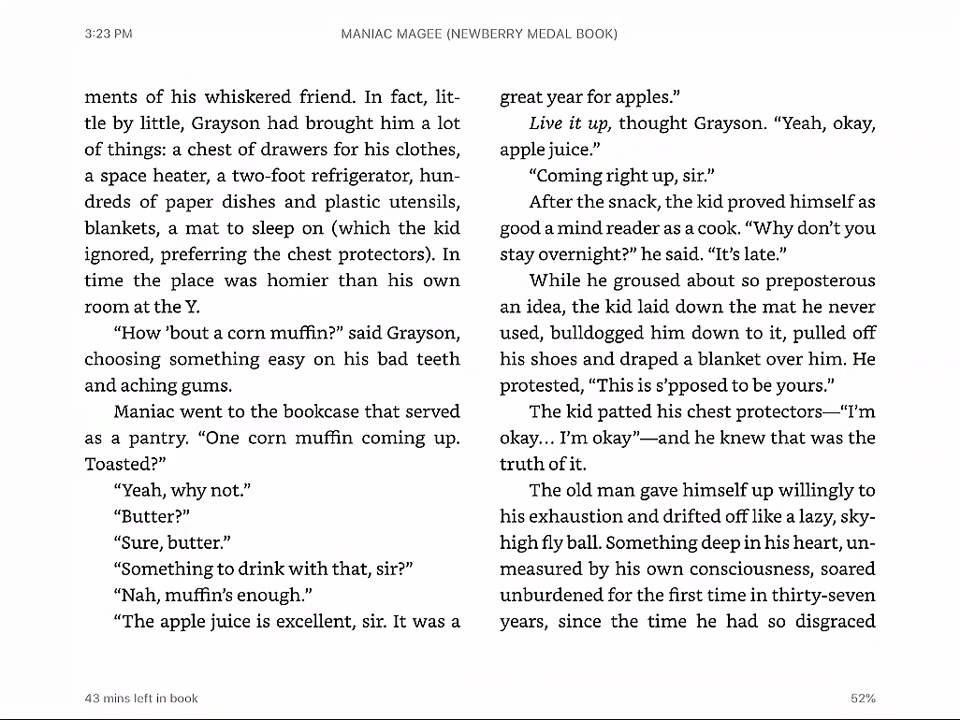 3:23 PM
MANIAC MAGEE (NEWBERRY MEDAL BOOK)
ments of his whiskered friend. In fact, lit-
tle by little, Grayson had brought him a lot
of things: a chest of drawers for his clothes,
a space heater, a two-foot refrigerator, hun-
dreds of paper dishes and plastic utensils,
blankets, a mat to sleep on (which the kid
ignored, preferring the chest protectors). In
time the place was homier than his own
room at the Y.
“How ’bout a corn muffin?” said Grayson,
choosing something easy on his bad teeth
and aching gums.
Maniac went to the bookcase that served
as a pantry. “One corn muffin coming up.
Toasted?”
“Yeah, why not.”
“Butter?”
“Sure, butter.”
“Something to drink with that, sir?”
“Nah, muffin’s enough.”
“The apple juice is excellent, sir. It was a
great year for apples.”
Live it up, thought Grayson. “Yeah, okay,
apple juice.”
“Coming right up, sir.”
After the snack, the kid proved himself as
good a mind reader as a cook. “Why don’t you
stay overnight?” he said. “It’s late.”
While he groused about so preposterous
an idea, the kid laid down the mat he never
used, bulldogged him down to it, pulled off
his shoes and draped a blanket over him. He
protested, “This is s’pposed to be yours.”
The kid patted his chest protectors—“I’m
okay... I’m okay”—and he knew that was the
truth of it.
The old man gave himself up willingly to
his exhaustion and drifted off like a lazy, sky-
high fly ball. Something deep in his heart, un-
measured by his own consciousness, soared
unburdened for the first time in thirty-seven
years, since the time he had so disgraced
43 mins left in book
52%